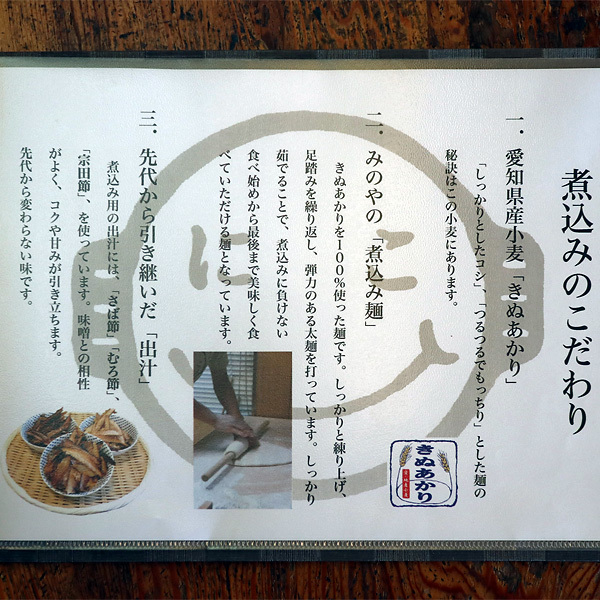 煮込みのこだわり
一．愛知県産小麦「きぬあかり」
「しっかりとしたコシ」、「つるつるでもっちり」とした麺の
秘訣はこの小麦にあります。
二．みのやの「煮込み麺」
きぬあかりを100％使った麺です。しっかりと練り上げ、
足踏みを繰り返し、弾力のある太麺を打っています。しっかり
茹でることで、煮込みに負けない
食べ始めから最後まで美味しく食
べていただける麺となっています。
三．先代から引き継いだ「出汁」
煮込み用の出汁には、「さば節」「むろ節」、
「宗田節」、を使っています。味噌との相性
がよく、コクや甘みが引き立ちます。
先代から変わらない味です。
きぬあかり